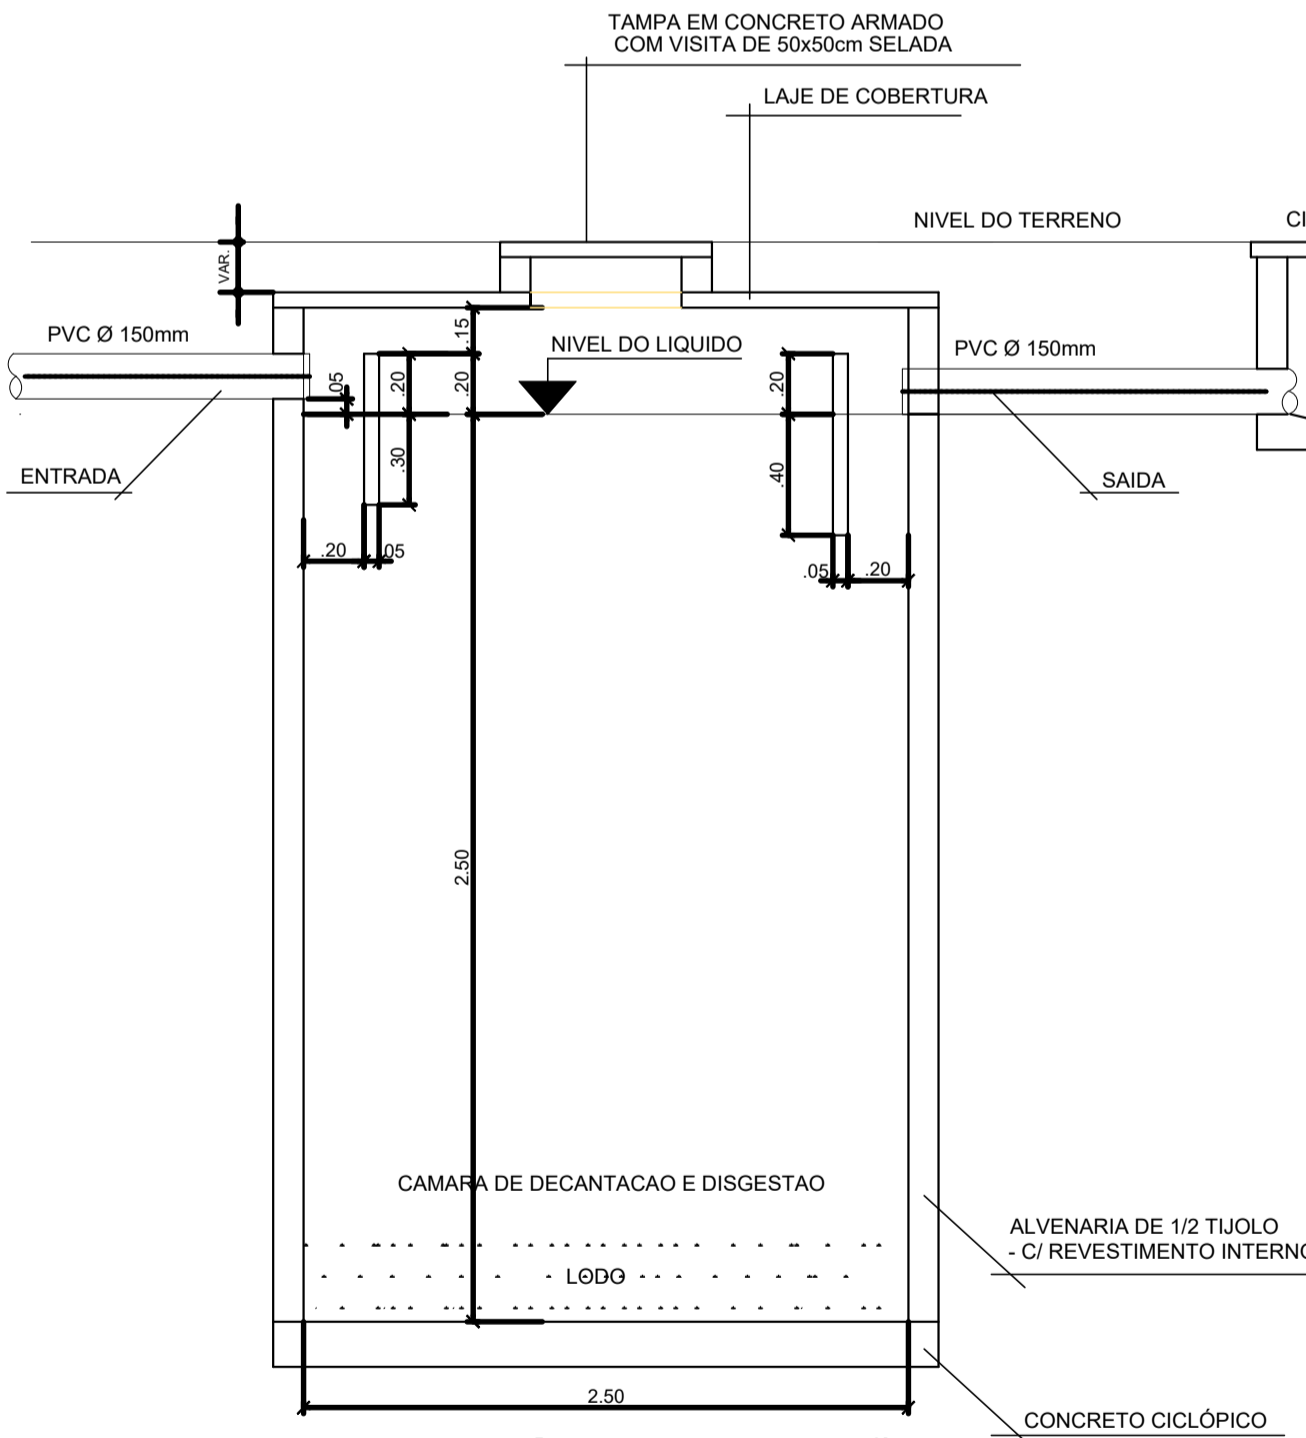 TAMPA EM CONCRETO ARMADO
COM VISITA DE 50x50cm SELADA
LAJE DE COBERTURA
NIVEL DO TERRENO
CI
VAR.
PVC Ø 150mm
.15
NIVEL DO LIQUIDO
PVC Ø 150mm
.05
.20
.20
.20
ENTRADA
.30
.40
SAIDA
.20
.05
.05
.20
2.50
CAMARA DE DECANTACAO E DISGESTAO
ALVENARIA DE 1/2 TIJOLO
- C/ REVESTIMENTO INTERNO
LODO
2.50
CONCRETO CICLÓPICO